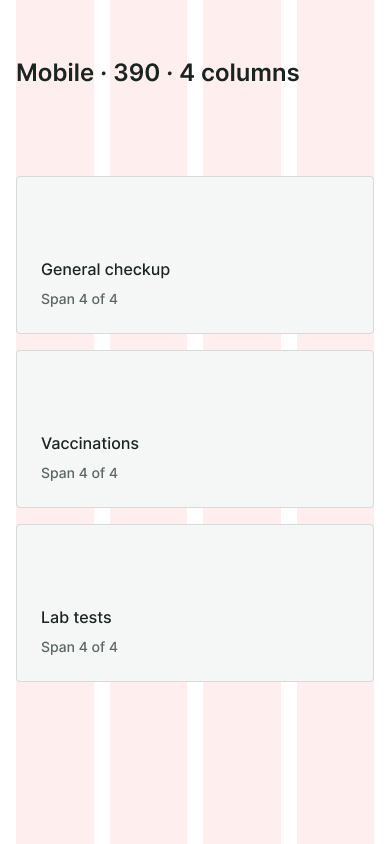 Mobile · 390 · 4 columns
General checkup
Span 4 of 4
Vaccinations
Span 4 of 4
Lab tests
Span 4 of 4